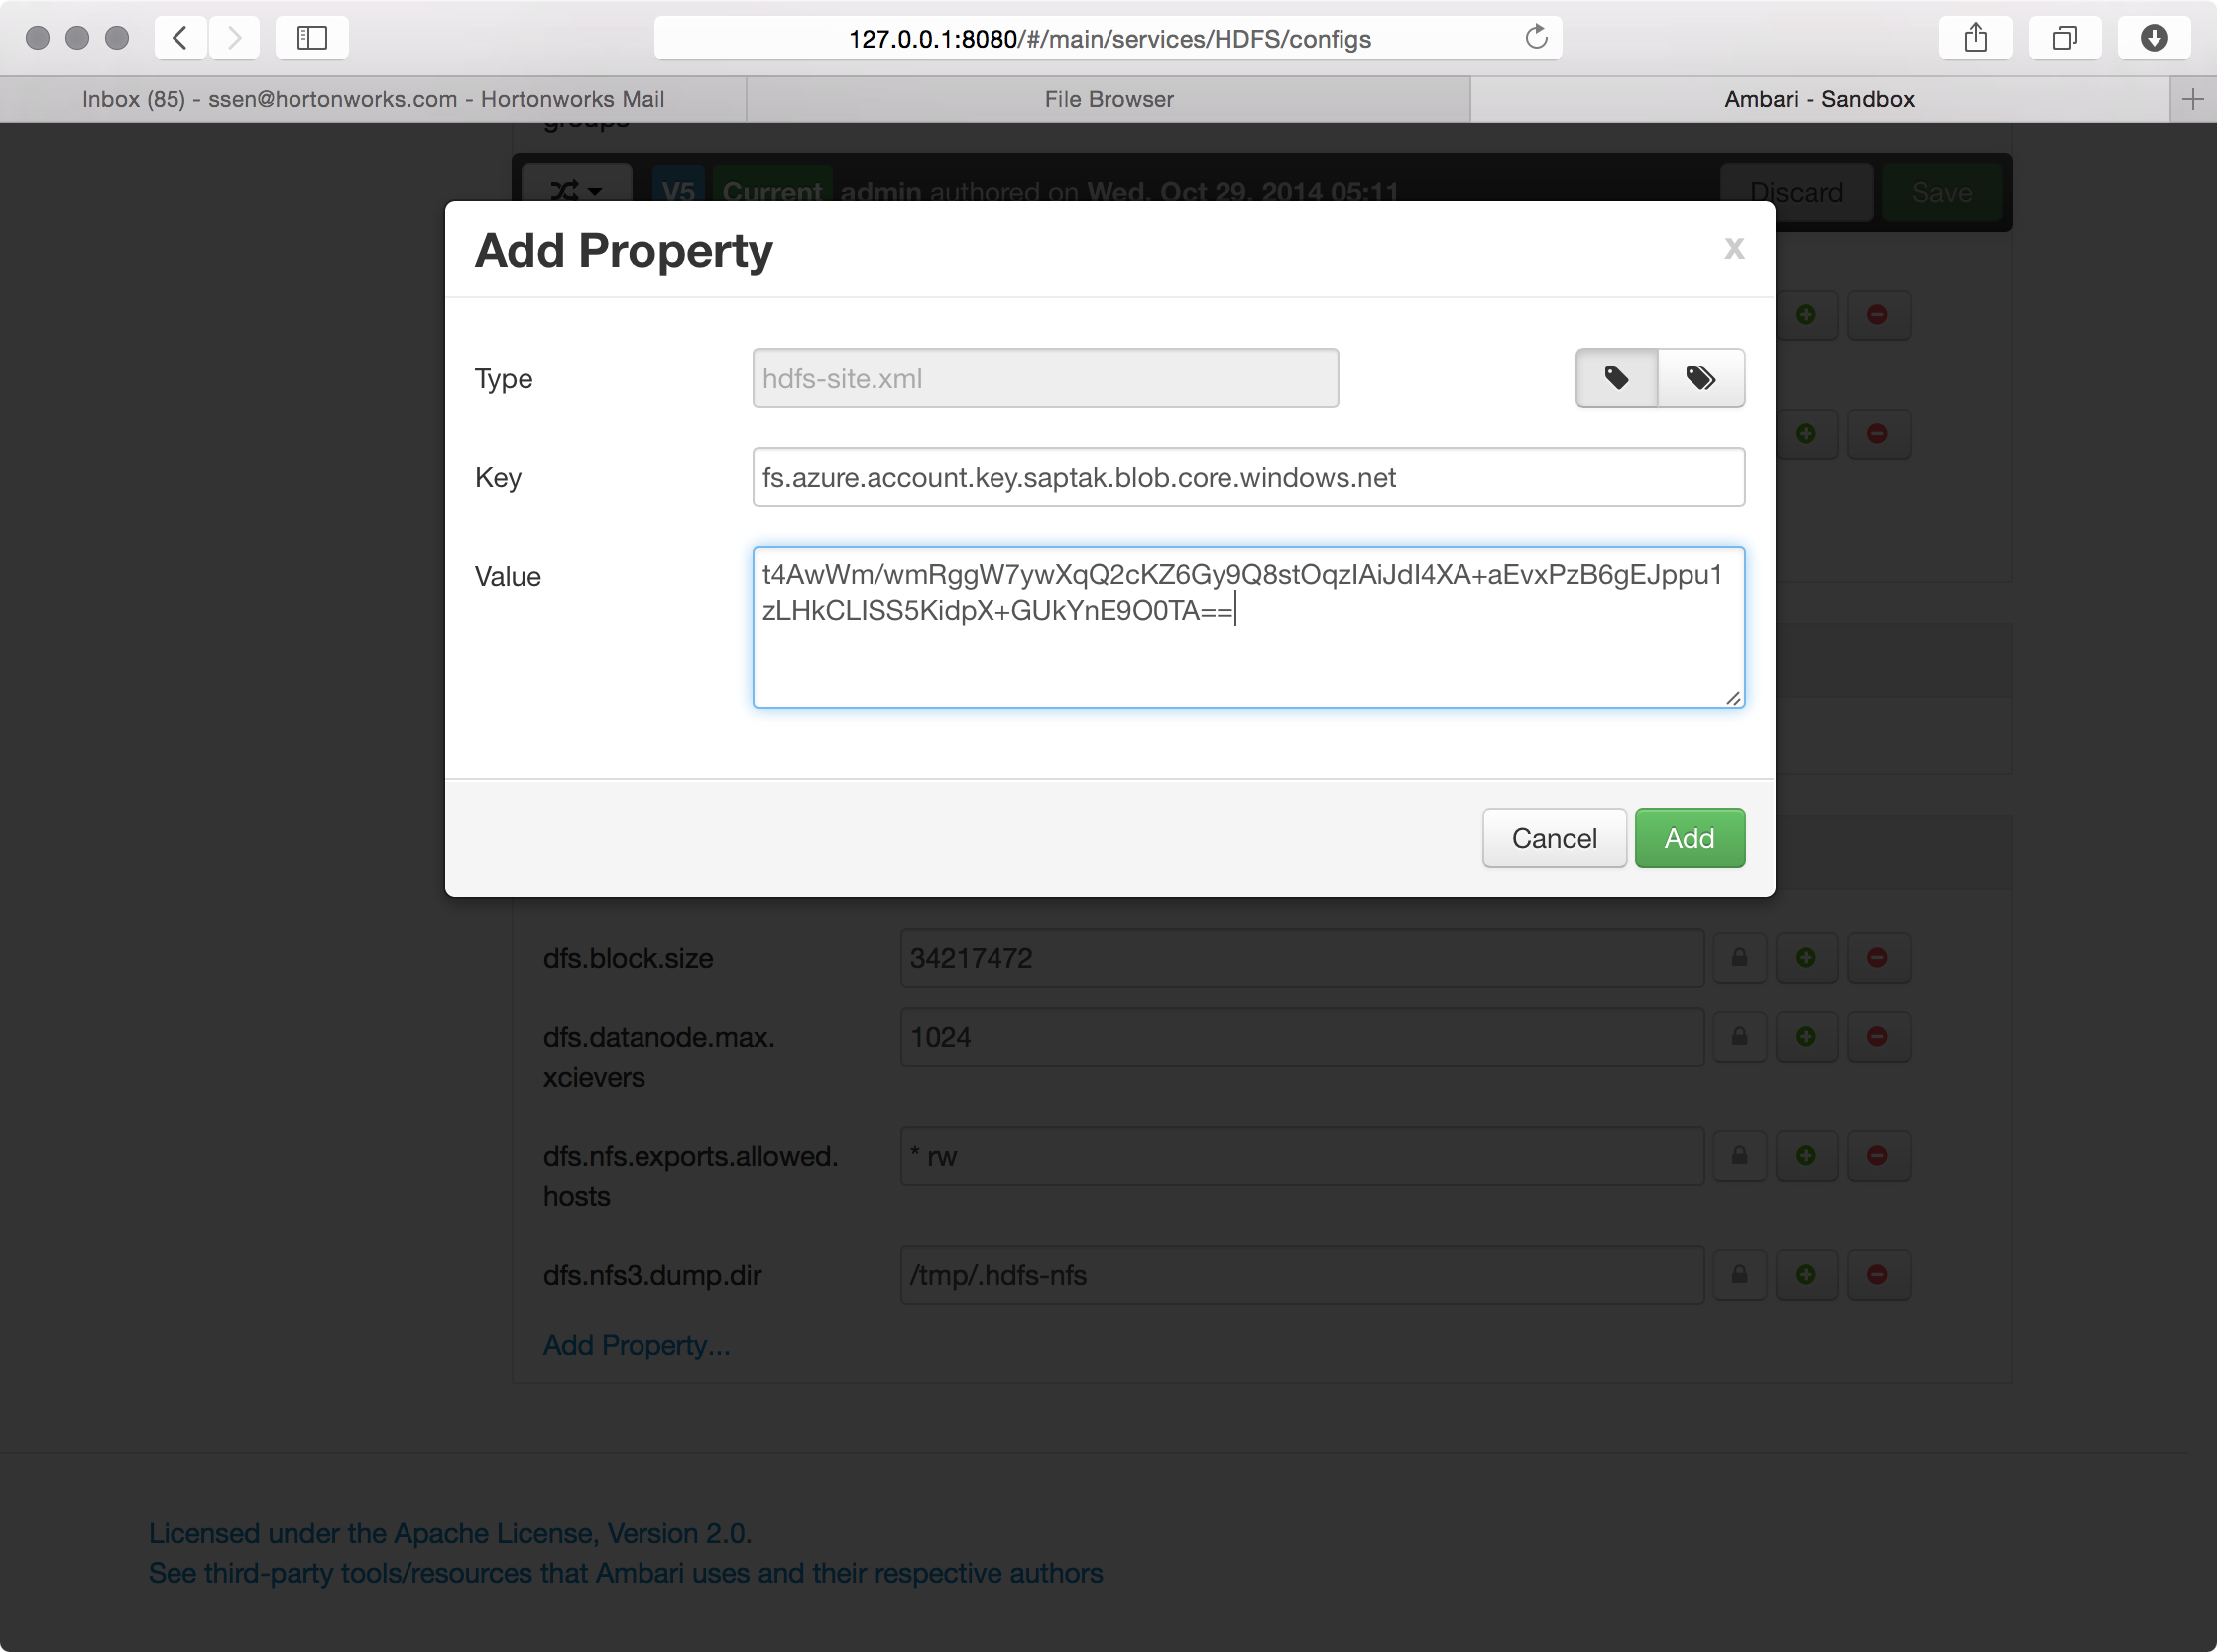 127.0.0.1:8080/#/main/services/HDFS/configs
Inbox (85) - ssen@hortonworks.com - Hortonworks Mail
File Browser
Ambari - Sandbox
groups
V5 Current admin authored on Wed, Oct 29, 2014 05:11
Discard
Save
Add Property
x
Type
hdfs-site.xml
Key
fs.azure.account.key.saptak.blob.core.windows.net
Value
t4AwWm/wmRggW7ywXqQ2cKZ6Gy9Q8stOqzIAiJdI4XA+aEvxPzB6gEJppu1
zLHkCLlSS5KidpX+GUkYnE9O0TA==
Cancel
Add
dfs.block.size
34217472
dfs.datanode.max.
xcievers
1024
dfs.nfs.exports.allowed.
hosts
* rw
dfs.nfs3.dump.dir
/tmp/.hdfs-nfs
Add Property...
Licensed under the Apache License, Version 2.0.
See third-party tools/resources that Ambari uses and their respective authors